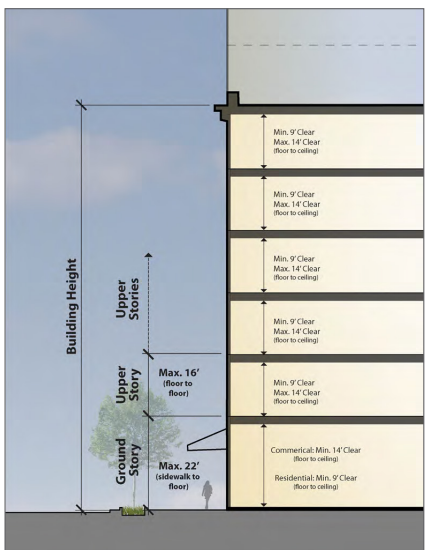 Building Height
Upper
Stories
Upper
Story
Ground
Story
Max. 16'
(floor to
floor)
Max. 22'
(sidewalk to
floor)
Min. 9' Clear
Max. 14' Clear
(floor to ceiling)
Min. 9' Clear
Max. 14' Clear
(floor to ceiling)
Min. 9' Clear
Max. 14' Clear
(floor to ceiling)
Min. 9' Clear
Max. 14' Clear
(floor to ceiling)
Min. 9' Clear
Max. 14' Clear
(floor to ceiling)
Commerical: Min. 14' Clear
(floor to ceiling)
Residential: Min. 9' Clear
(floor to ceiling)